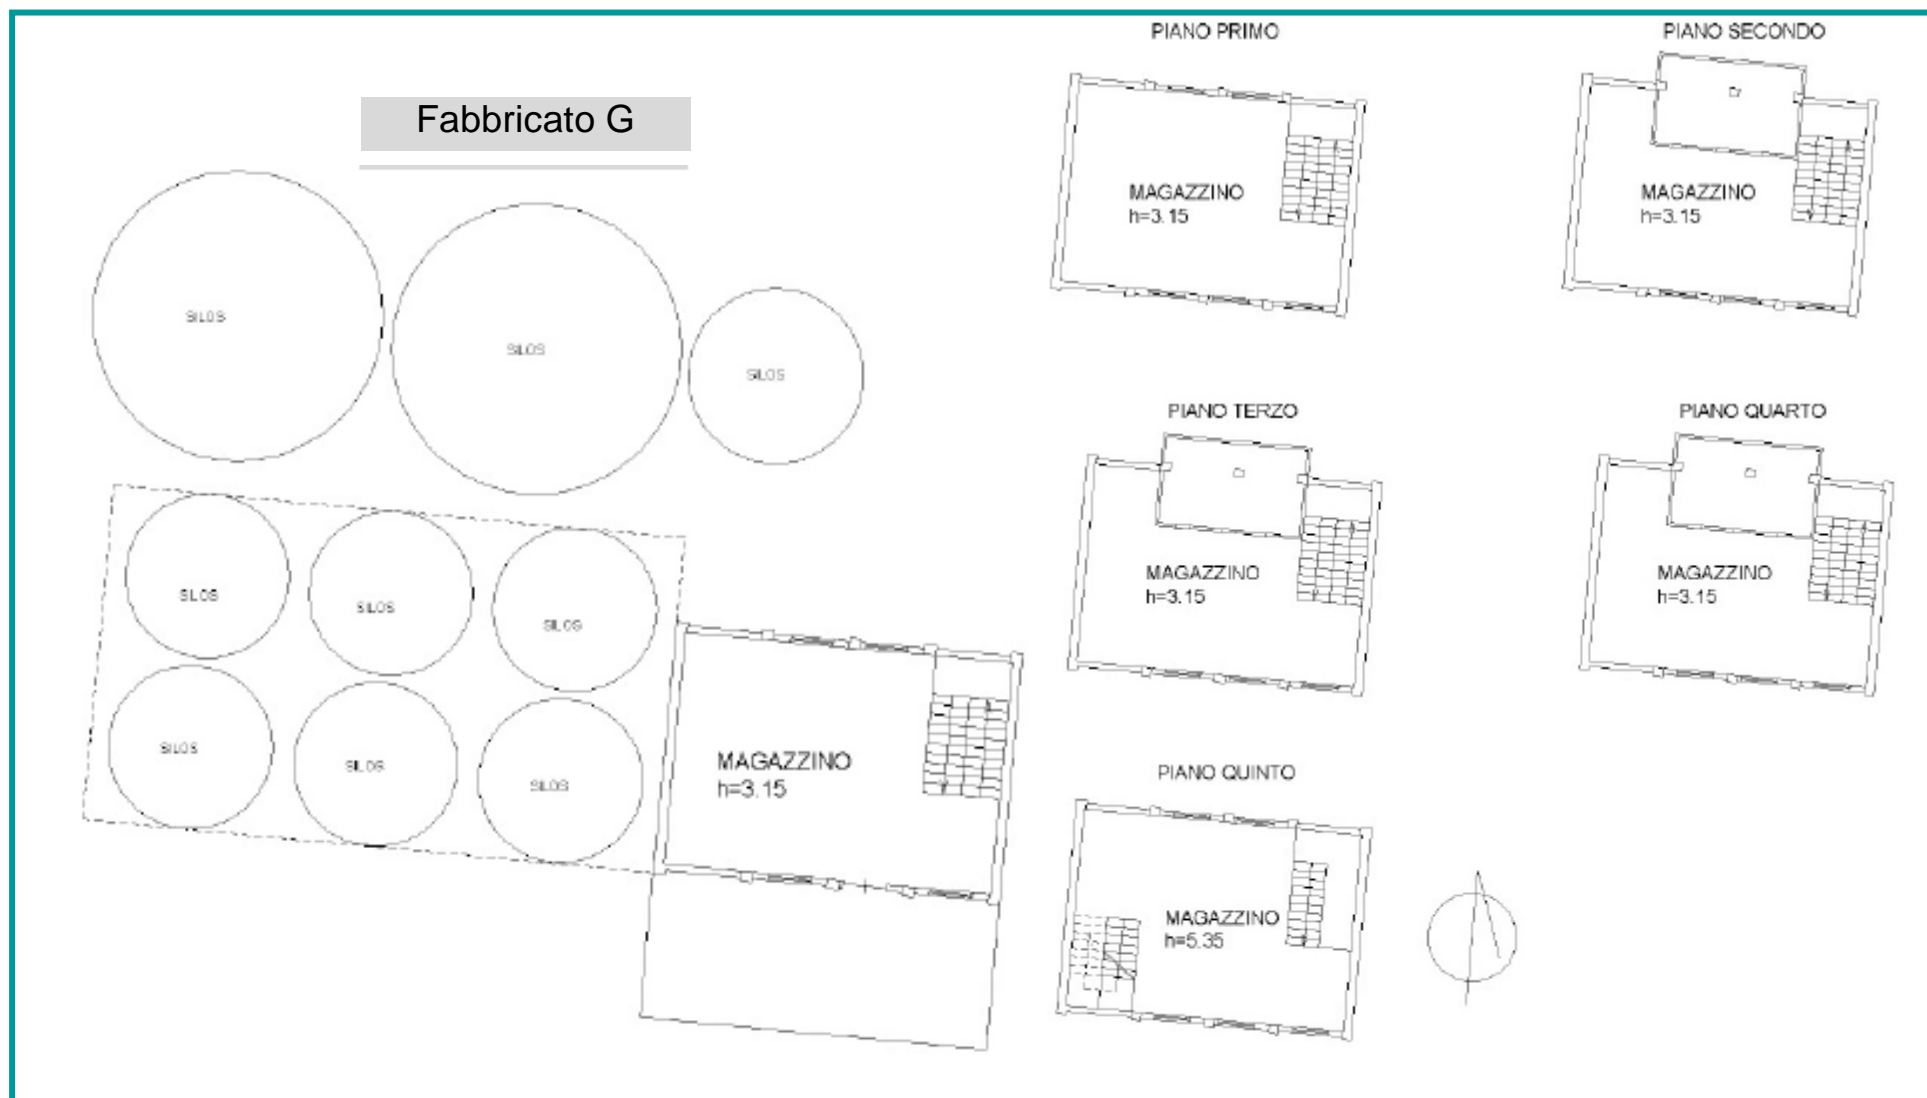 Fabbricato G
SILOS
SILOS
SILOS
SILOS
SILOS
SILOS
SILOS
SILOS
SILOS
MAGAZZINO
h=3.15
PIANO PRIMO
MAGAZZINO
h=3.15
PIANO SECONDO
MAGAZZINO
h=3.15
PIANO TERZO
MAGAZZINO
h=3.15
PIANO QUARTO
MAGAZZINO
h=3.15
PIANO QUINTO
MAGAZZINO
h=5.35